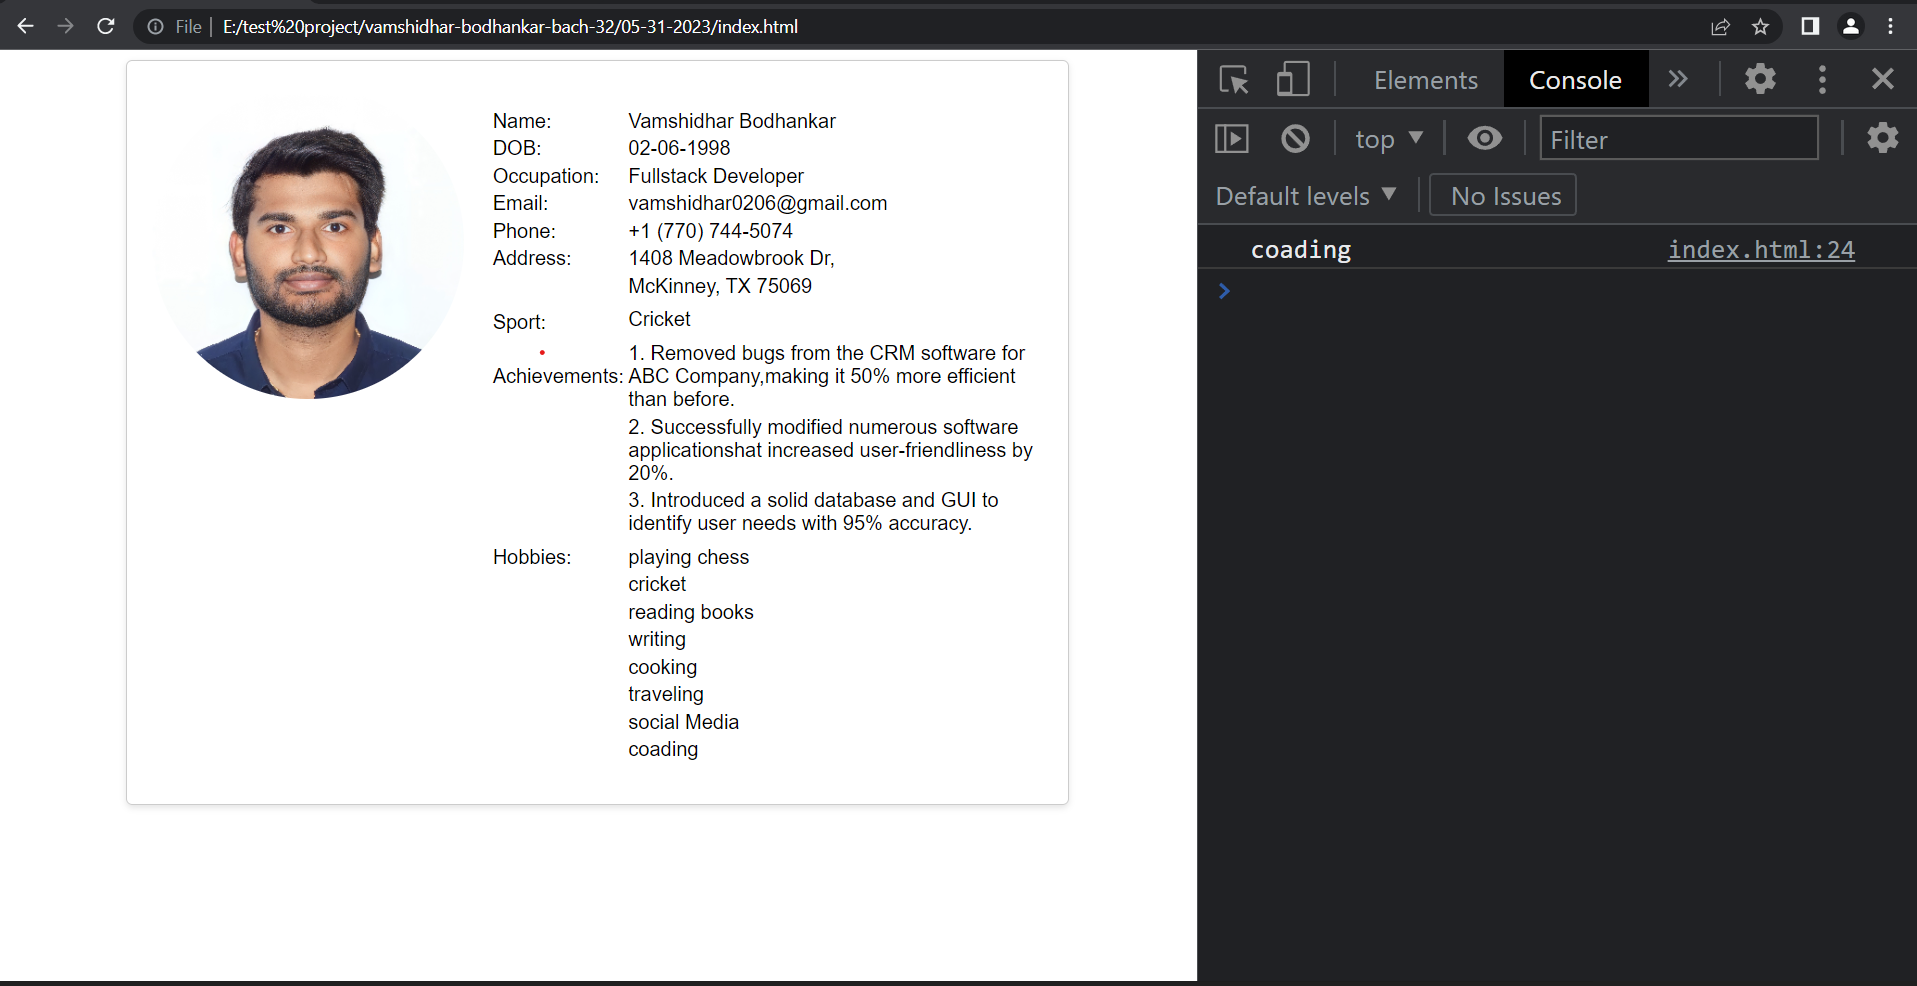 File | E:/test%20project/vamshidhar-bodhankar-bach-32/05-31-2023/index.html
Name: Vamshidhar Bodhankar
DOB: 02-06-1998
Occupation: Fullstack Developer
Email: vamshidhar0206@gmail.com
Phone: +1 (770) 744-5074
Address: 1408 Meadowbrook Dr,
McKinney, TX 75069
Sport: Cricket
1. Removed bugs from the CRM software for
Achievements: ABC Company,making it 50% more efficient
than before.
2. Successfully modified numerous software
applicationshat increased user-friendliness by
20%.
3. Introduced a solid database and GUI to
identify user needs with 95% accuracy.
Hobbies: playing chess
cricket
reading books
writing
cooking
traveling
social Media
coading
Elements Console
top Filter
Default levels No Issues
coading index.html:24